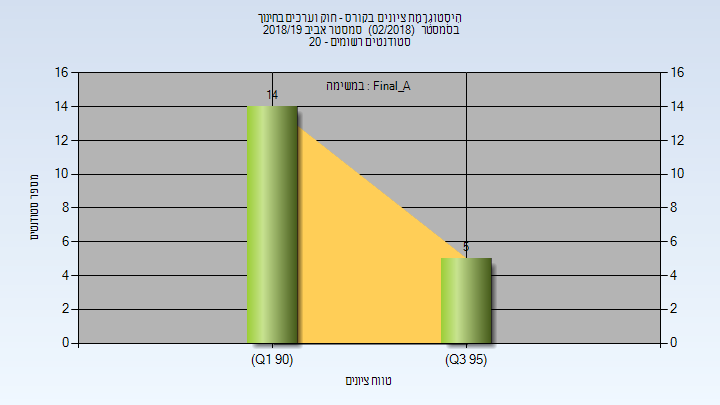 היסטוגרמת ציונים בקורס - חוק וערכים בחינוך
בסמסטר (02/2018) סמסטר אביב 2018/19
סטודנטים רשומים - 20
במשימה : Final_A
16 16
14 14 14
12 12
10 10
8 8
6 6
5
4 4
2 2
0 0
מספר סטודנטים
(Q1 90) (Q3 95)
טווח ציונים